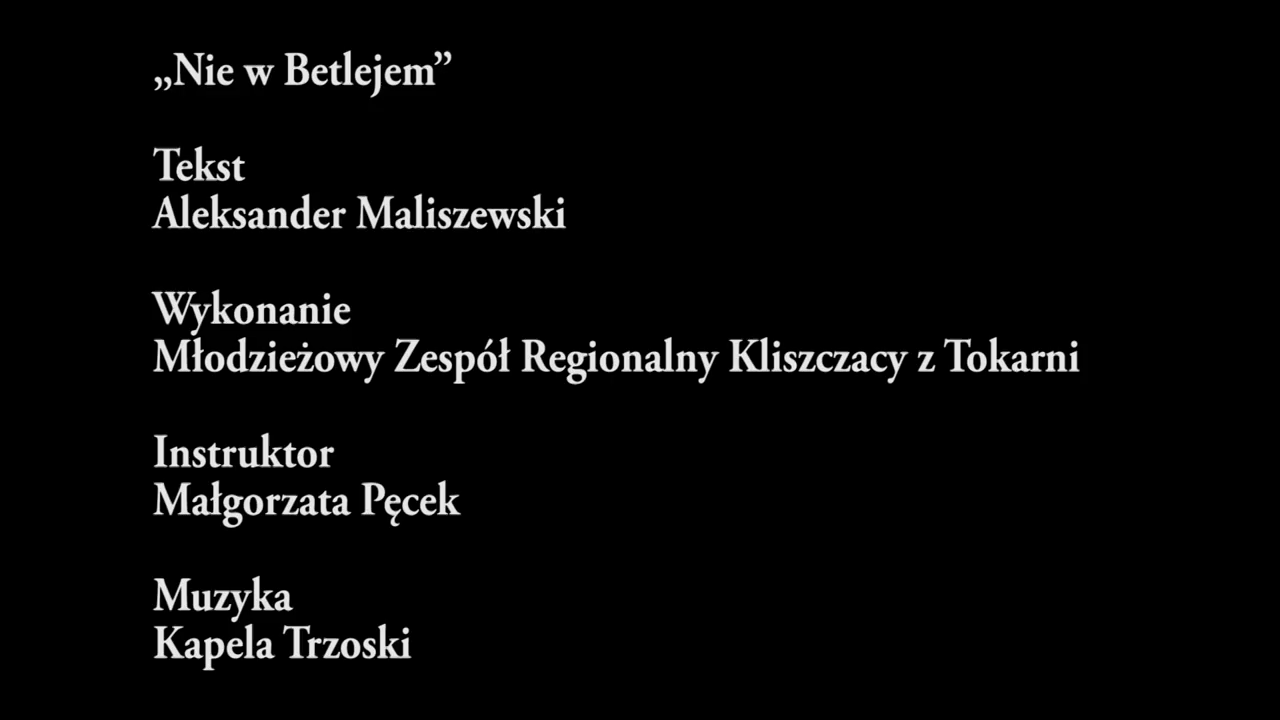 „Nie w Betlejem”
Tekst
Aleksander Maliszewski
Wykonanie
Młodzieżowy Zespół Regionalny Kliszczacy z Tokarni
Instruktor
Małgorzata Pęcek
Muzyka
Kapela Trzoski